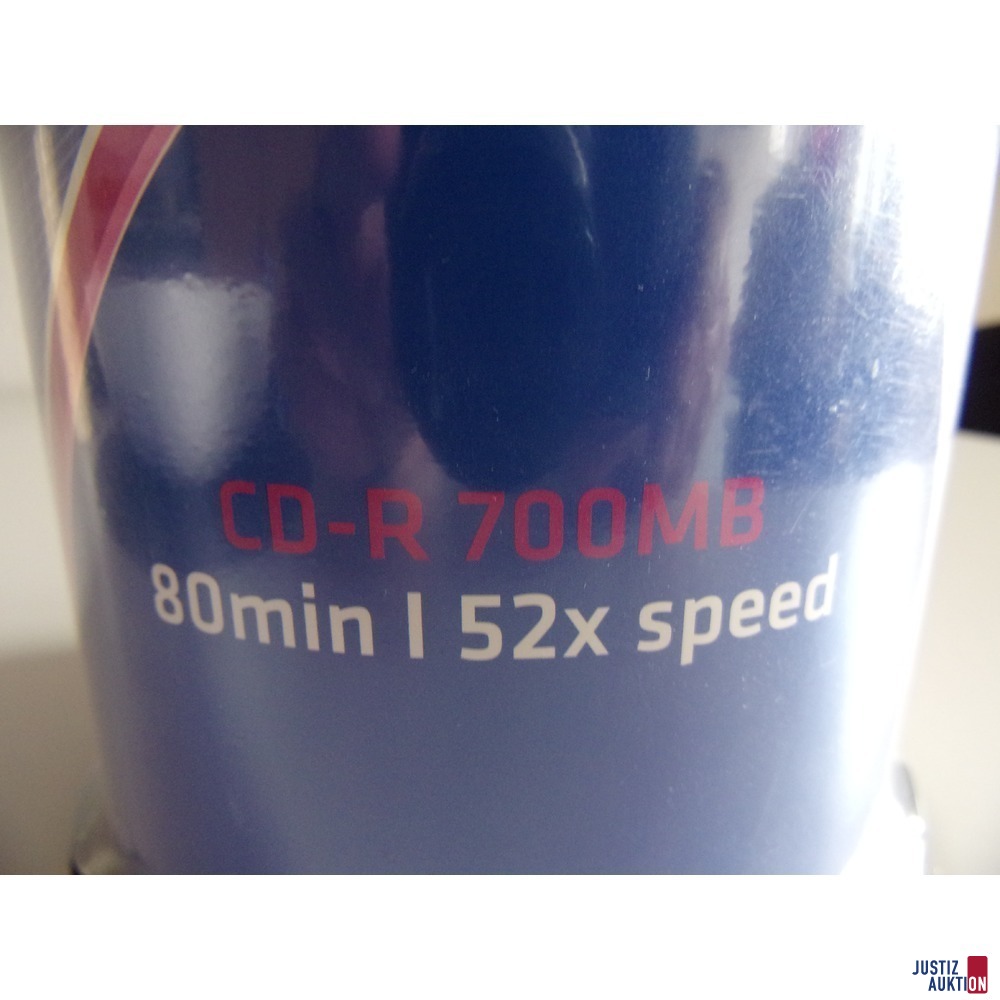 CD-R 700MB
80min | 52x speed
JUSTIZ
AUKTION